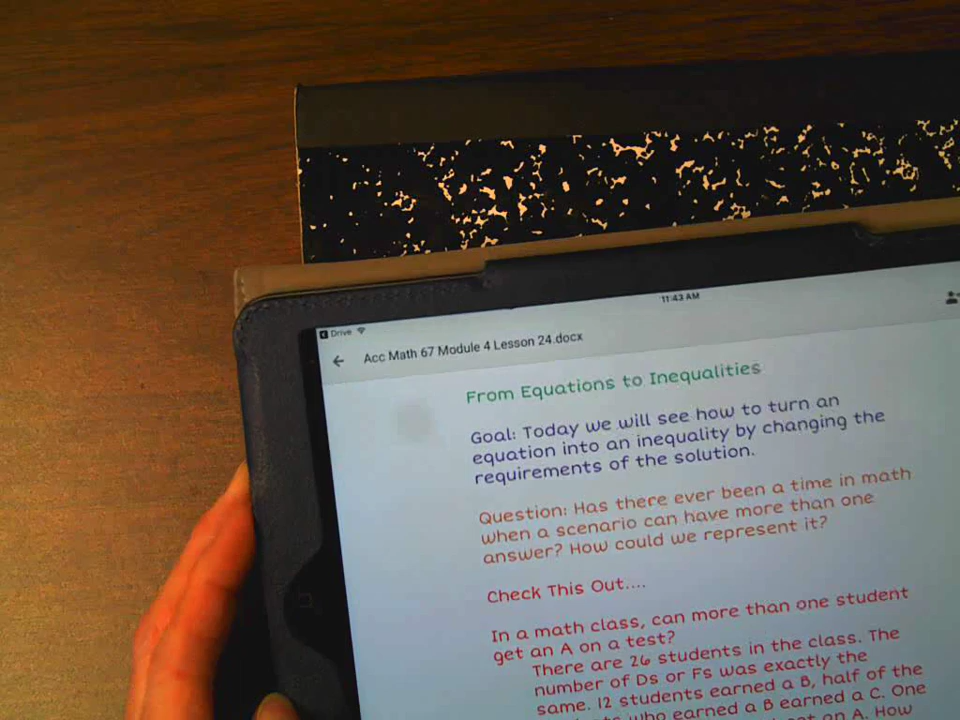 Drive
11:43 AM
Acc Math 67 Module 4 Lesson 24.docx
From Equations to Inequalities
Goal: Today we will see how to turn an
equation into an inequality by changing the
requirements of the solution.
Question: Has there ever been a time in math
when a scenario can have more than one
answer? How could we represent it?
Check This Out....
In a math class, can more than one student
get an A on a test?
There are 26 students in the class. The
number of Ds or Fs was exactly the
same. 12 students earned a B, half of the
who earned a B earned a C. One
an A. How